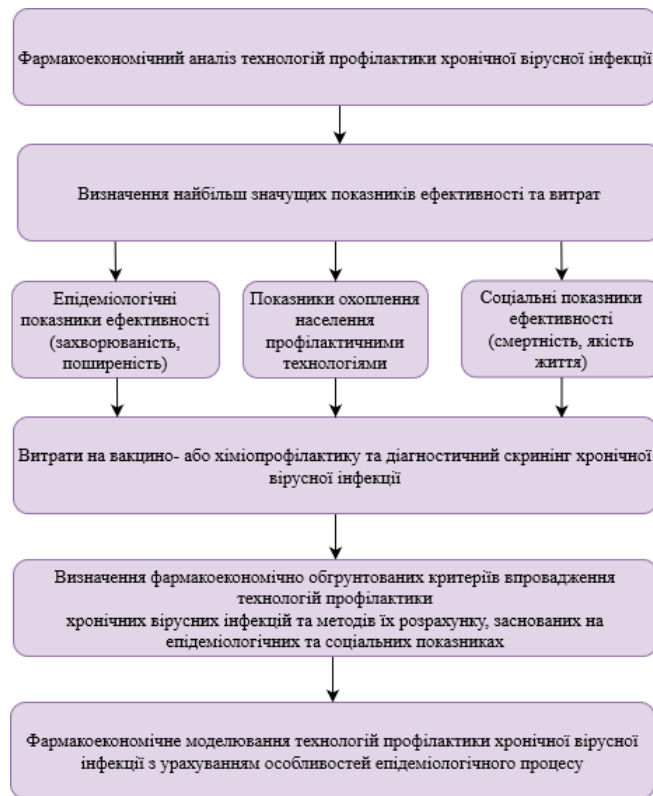 Фармакоекономічний аналіз технологій профілактики хронічної вірусної інфекції
Визначення найбільш значущих показників ефективності та витрат
Епідеміологічні
показники ефективності
(захворюваність,
поширеність)
Показники охоплення
населення
профілактичними
технологіями
Соціальні показники
ефективності
(смертність, якість
життя)
Витрати на вакцино- або хіміопрофілактику та діагностичний скринінг хронічної
вірусної інфекції
Визначення фармакоекономічно обгрунтованих критеріїв впровадження
технологій профілактики
хронічних вірусних інфекцій та методів їх розрахунку, заснованих на
епідеміологічних та соціальних показниках
Фармакоекономічне моделювання технологій профілактики хронічної вірусної
інфекції з урахуванням особливостей епідеміологічного процесу